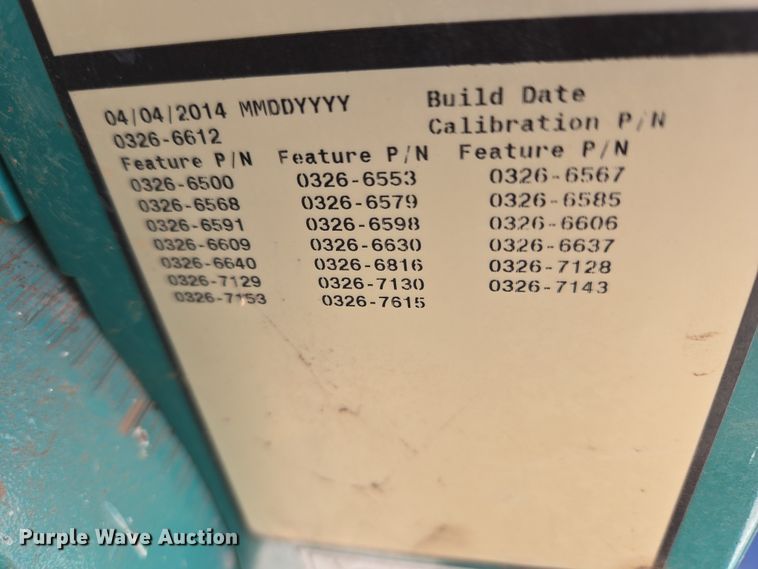 04/04/2014 MMDDYYYY Build Date
0326-6612 Calibration P/N
Feature P/N Feature P/N Feature P/N
0326-6500 0326-6553 0326-6567
0326-6568 0326-6579 0326-6585
0326-6591 0326-6598 0326-6606
0326-6609 0326-6630 0326-6637
0326-6640 0326-6816 0326-7128
0326-7129 0326-7130 0326-7143
0326-7153 0326-7615
Purple Wave Auction